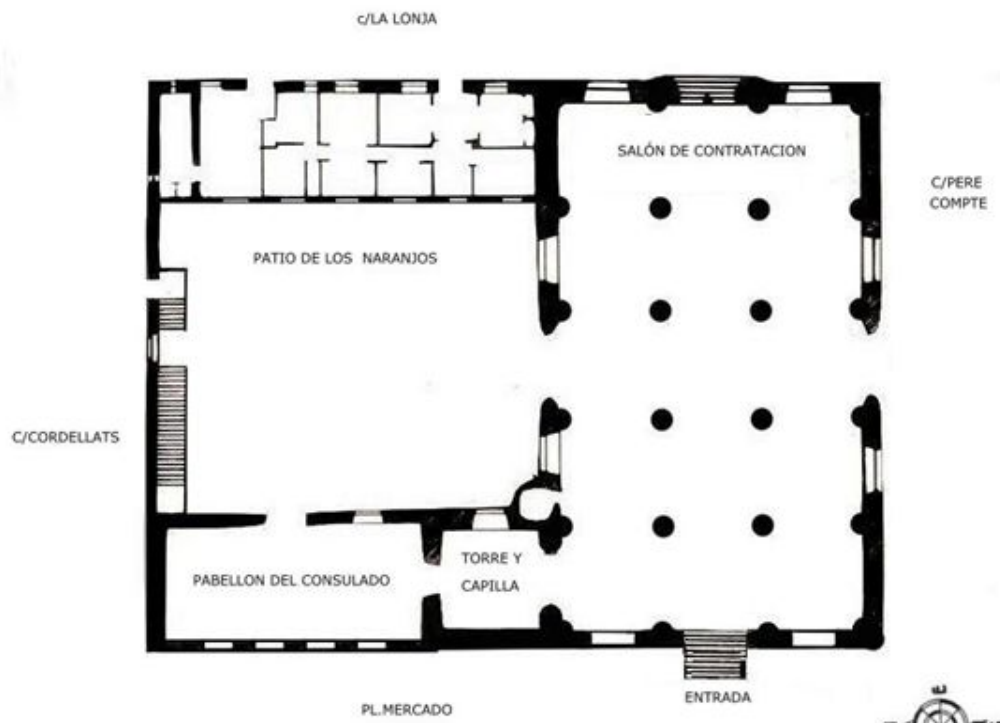 c/LA LONJA
SALÓN DE CONTRATACION
C/PERE
COMPTE
PATIO DE LOS NARANJOS
C/CORDELLATS
TORRE Y
CAPILLA
PABELLON DEL CONSULADO
ENTRADA
PL.MERCADO
E